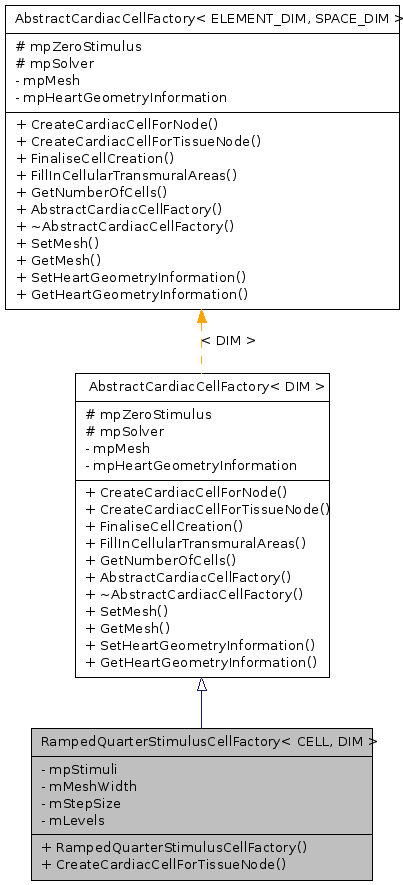 AbstractCardiacCellFactory< ELEMENT_DIM, SPACE_DIM >
# mpZeroStimulus
# mpSolver
- mpMesh
- mpHeartGeometryInformation
+ CreateCardiacCellForNode()
+ CreateCardiacCellForTissueNode()
+ FinaliseCellCreation()
+ FillInCellularTransmuralAreas()
+ GetNumberOfCells()
+ AbstractCardiacCellFactory()
+ ~AbstractCardiacCellFactory()
+ SetMesh()
+ GetMesh()
+ SetHeartGeometryInformation()
+ GetHeartGeometryInformation()
< DIM >
AbstractCardiacCellFactory< DIM >
# mpZeroStimulus
# mpSolver
- mpMesh
- mpHeartGeometryInformation
+ CreateCardiacCellForNode()
+ CreateCardiacCellForTissueNode()
+ FinaliseCellCreation()
+ FillInCellularTransmuralAreas()
+ GetNumberOfCells()
+ AbstractCardiacCellFactory()
+ ~AbstractCardiacCellFactory()
+ SetMesh()
+ GetMesh()
+ SetHeartGeometryInformation()
+ GetHeartGeometryInformation()
RampedQuarterStimulusCellFactory< CELL, DIM >
- mpStimuli
- mMeshWidth
- mStepSize
- mLevels
+ RampedQuarterStimulusCellFactory()
+ CreateCardiacCellForTissueNode()